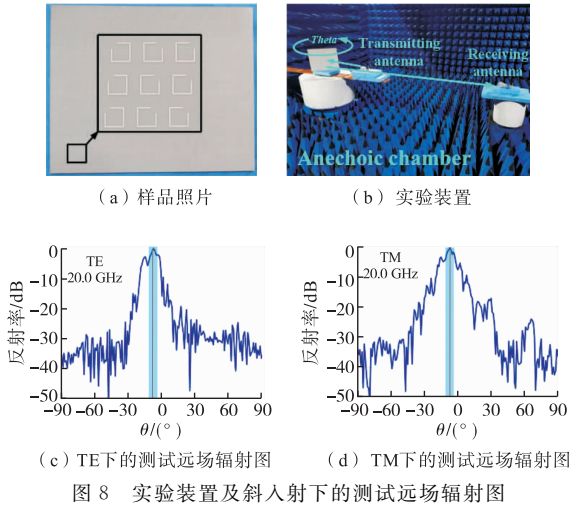 Theta
Transmitting
antenna
Receiving
antenna
Anechoic chamber
（a）样品照片
（b）实验装置
TE
20.0 GHz
0
−10
−20
−30
−40
−50
反射率/dB
−90 −60 −30 0 30 60 90
θ/(°)
TM
20.0 GHz
0
−10
−20
−30
−40
−50
反射率/dB
−90 −60 −30 0 30 60 90
θ/(°)
（c）TE下的测试远场辐射图
（d）TM下的测试远场辐射图
图 8 实验装置及斜入射下的测试远场辐射图